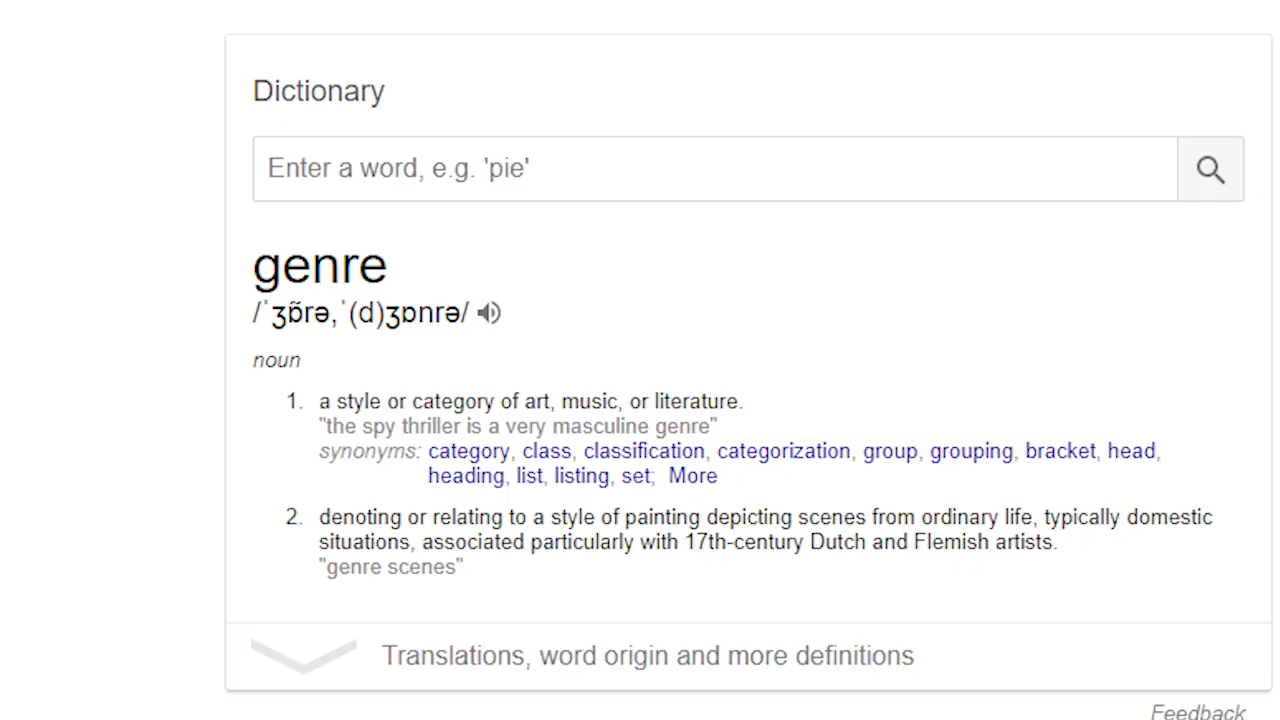 Dictionary
Enter a word, e.g. 'pie'
genre
/ˈʒɒ̃rə,ˈ(d)ʒɒnrə/
noun
1. a style or category of art, music, or literature.
"the spy thriller is a very masculine genre"
synonyms: category, class, classification, categorization, group, grouping, bracket, head,
heading, list, listing, set; More
2. denoting or relating to a style of painting depicting scenes from ordinary life, typically domestic
situations, associated particularly with 17th-century Dutch and Flemish artists.
"genre scenes"
Translations, word origin and more definitions
Feedback